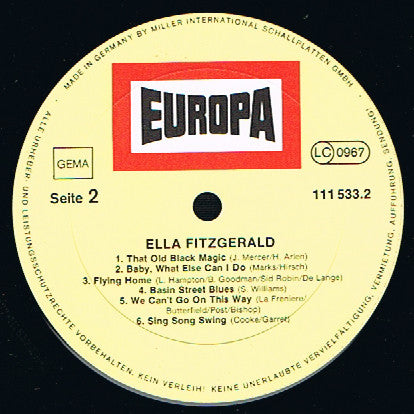 MADE IN GERMANY BY MILLER INTERNATIONAL SCHALLPLATTEN GMBH ·
EUROPA
GEMA
LC 0967
Seite 2
111 533.2
ELLA FITZGERALD
1. That Old Black Magic (J. Mercer/H. Arlen)
2. Baby, What Else Can I Do (Marks/Hirsch)
3. Flying Home (L. Hampton/B. Goodman/Sid Robin/De Lange)
4. Basin Street Blues (S. Williams)
5. We Can't Go On This Way (La Freniere/
Butterfield/Post/Bishop)
6. Sing Song Swing (Cooke/Garret)
ALLE URHEBER- UND LEISTUNGSSCHUTZRECHTE VORBEHALTEN. KEIN VERLEIH! KEINE UNERLAUBTE VERVIELFÄLTIGUNG, VERMIETUNG, AUFFÜHRUNG, SENDUNG!